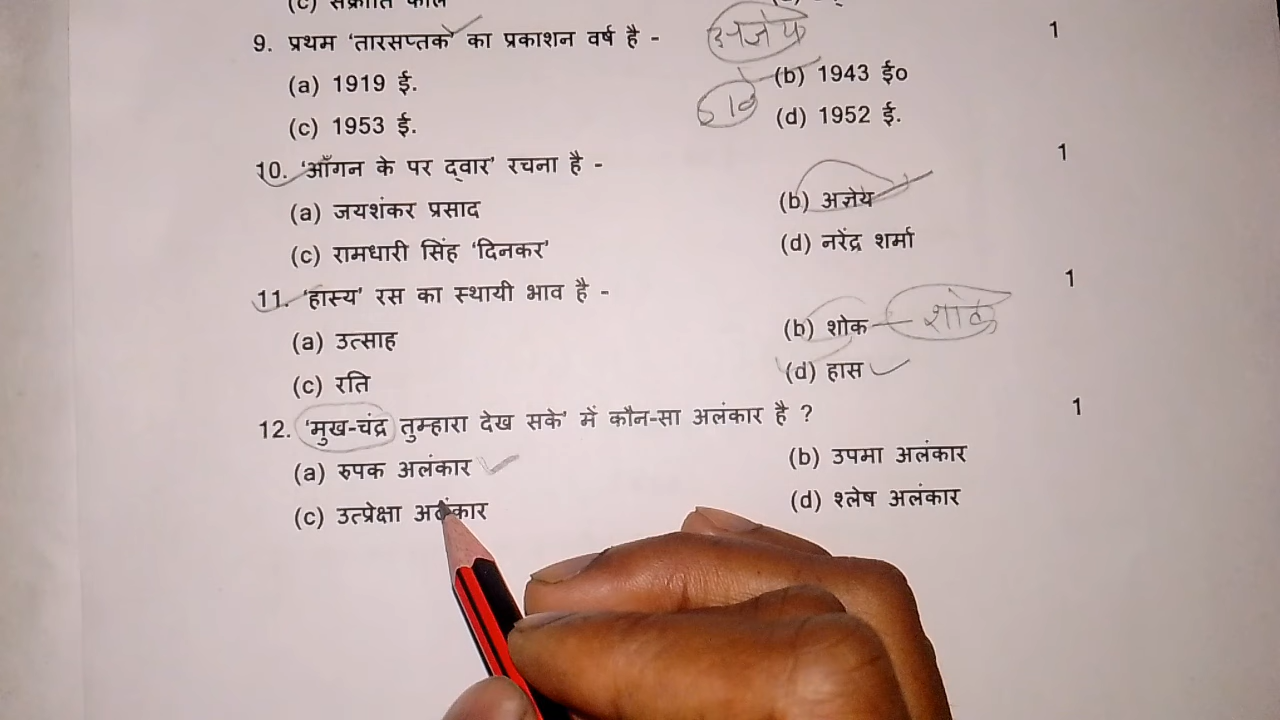 (c) संक्रांति काल
9. प्रथम ‘तारसप्तक’ का प्रकाशन वर्ष है - अज्ञेय 1
(a) 1919 ई. (b) 1943 ई०
(c) 1953 ई. (d) 1952 ई.
10. ‘आँगन के पर द्वार’ रचना है - 1
(a) जयशंकर प्रसाद (b) अज्ञेय
(c) रामधारी सिंह ‘दिनकर’ (d) नरेंद्र शर्मा
11. ‘हास्य’ रस का स्थायी भाव है - 1
(a) उत्साह (b) शोक शोक
(c) रति (d) हास
12. ‘मुख-चंद्र तुम्हारा देख सके’ में कौन-सा अलंकार है ? 1
(a) रुपक अलंकार (b) उपमा अलंकार
(c) उत्प्रेक्षा अलंकार (d) श्लेष अलंकार